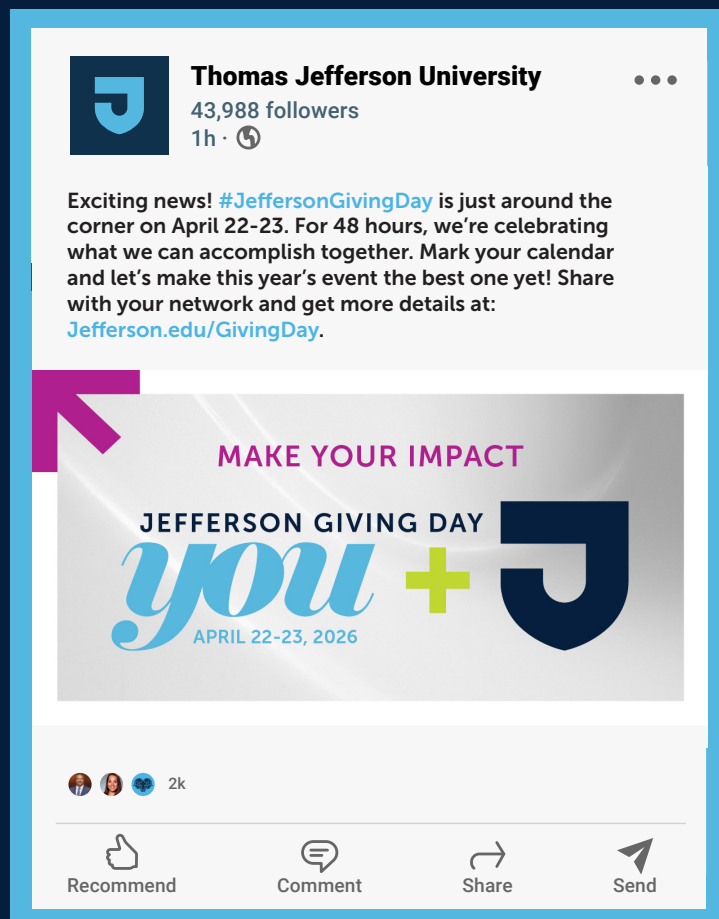 Thomas Jefferson University
43,988 followers
1h ·
Exciting news! #JeffersonGivingDay is just around the
corner on April 22-23. For 48 hours, we’re celebrating
what we can accomplish together. Mark your calendar
and let’s make this year’s event the best one yet! Share
with your network and get more details at:
Jefferson.edu/GivingDay.
MAKE YOUR IMPACT
JEFFERSON GIVING DAY
you +
APRIL 22-23, 2026
2k
Recommend Comment Share Send